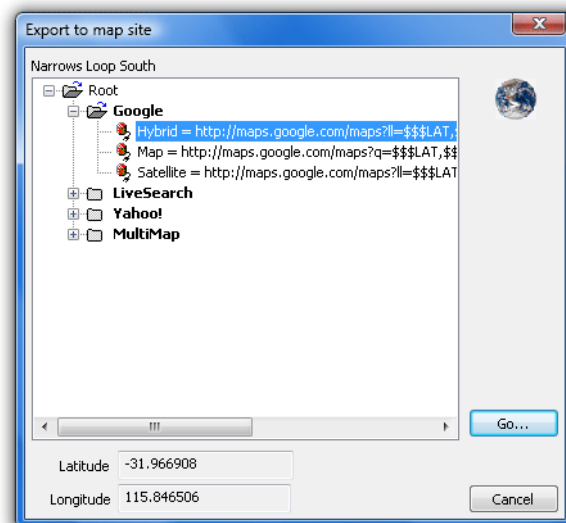 Export to map site
Narrows Loop South
Root
Google
Hybrid = http://maps.google.com/maps?ll=$$$LAT,$
Map = http://maps.google.com/maps?q=$$$LAT,$$
Satellite = http://maps.google.com/maps?ll=$$$LAT
LiveSearch
Yahoo!
MultiMap
Go...
Latitude -31.966908
Longitude 115.846506
Cancel